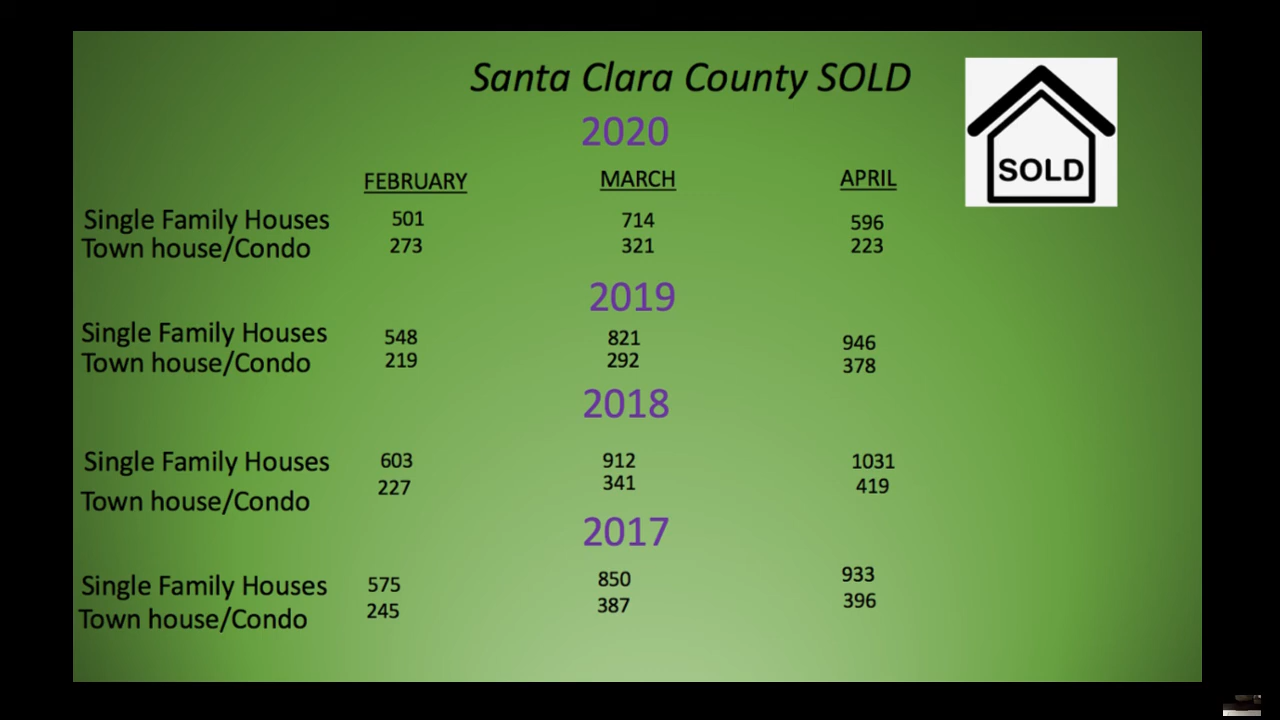 Santa Clara County SOLD
2020
SOLD
FEBRUARY MARCH APRIL
Single Family Houses 501 714 596
Town house/Condo 273 321 223
2019
Single Family Houses 548 821 946
Town house/Condo 219 292 378
2018
Single Family Houses 603 912 1031
Town house/Condo 227 341 419
2017
Single Family Houses 575 850 933
Town house/Condo 245 387 396